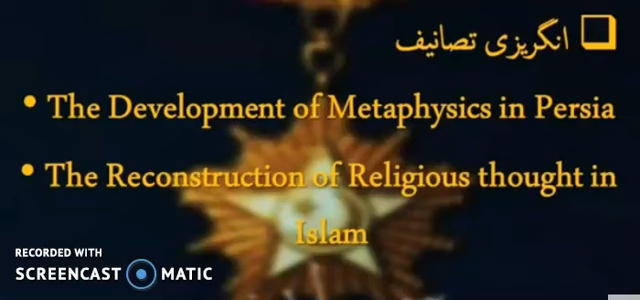 ❑ انگریزی تصانیف
• The Development of Metaphysics in Persia
• The Reconstruction of Religious thought in
Islam
RECORDED WITH
SCREENCAST MATIC